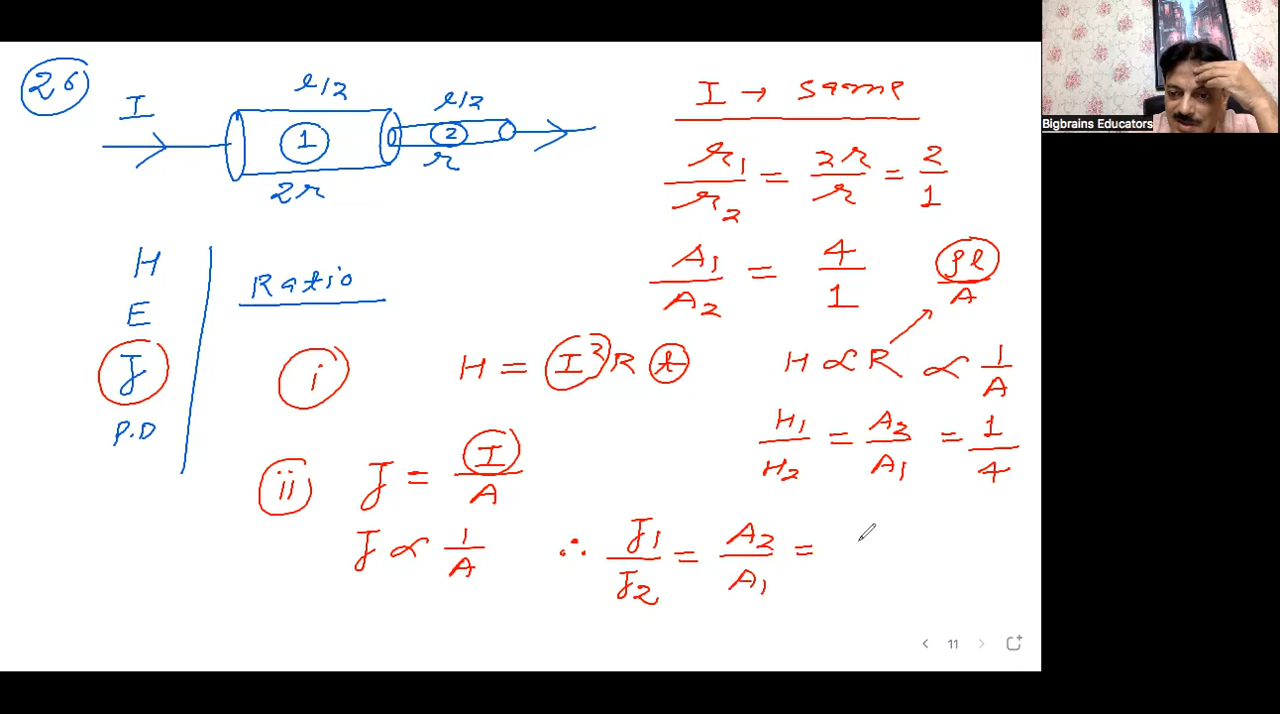 26
I
l/2
l/2
1
2
2r
r
I → same
r1/r2 = 2r/r = 2/1
A1/A2 = 4/1
ρl/A
H
E
J
P.D
Ratio
i
H = I²Rt
H ∝ R ∝ 1/A
H1/H2 = A2/A1 = 1/4
ii
J = I/A
J ∝ 1/A
∴ J1/J2 = A2/A1 =
Bigbrains Educators
11